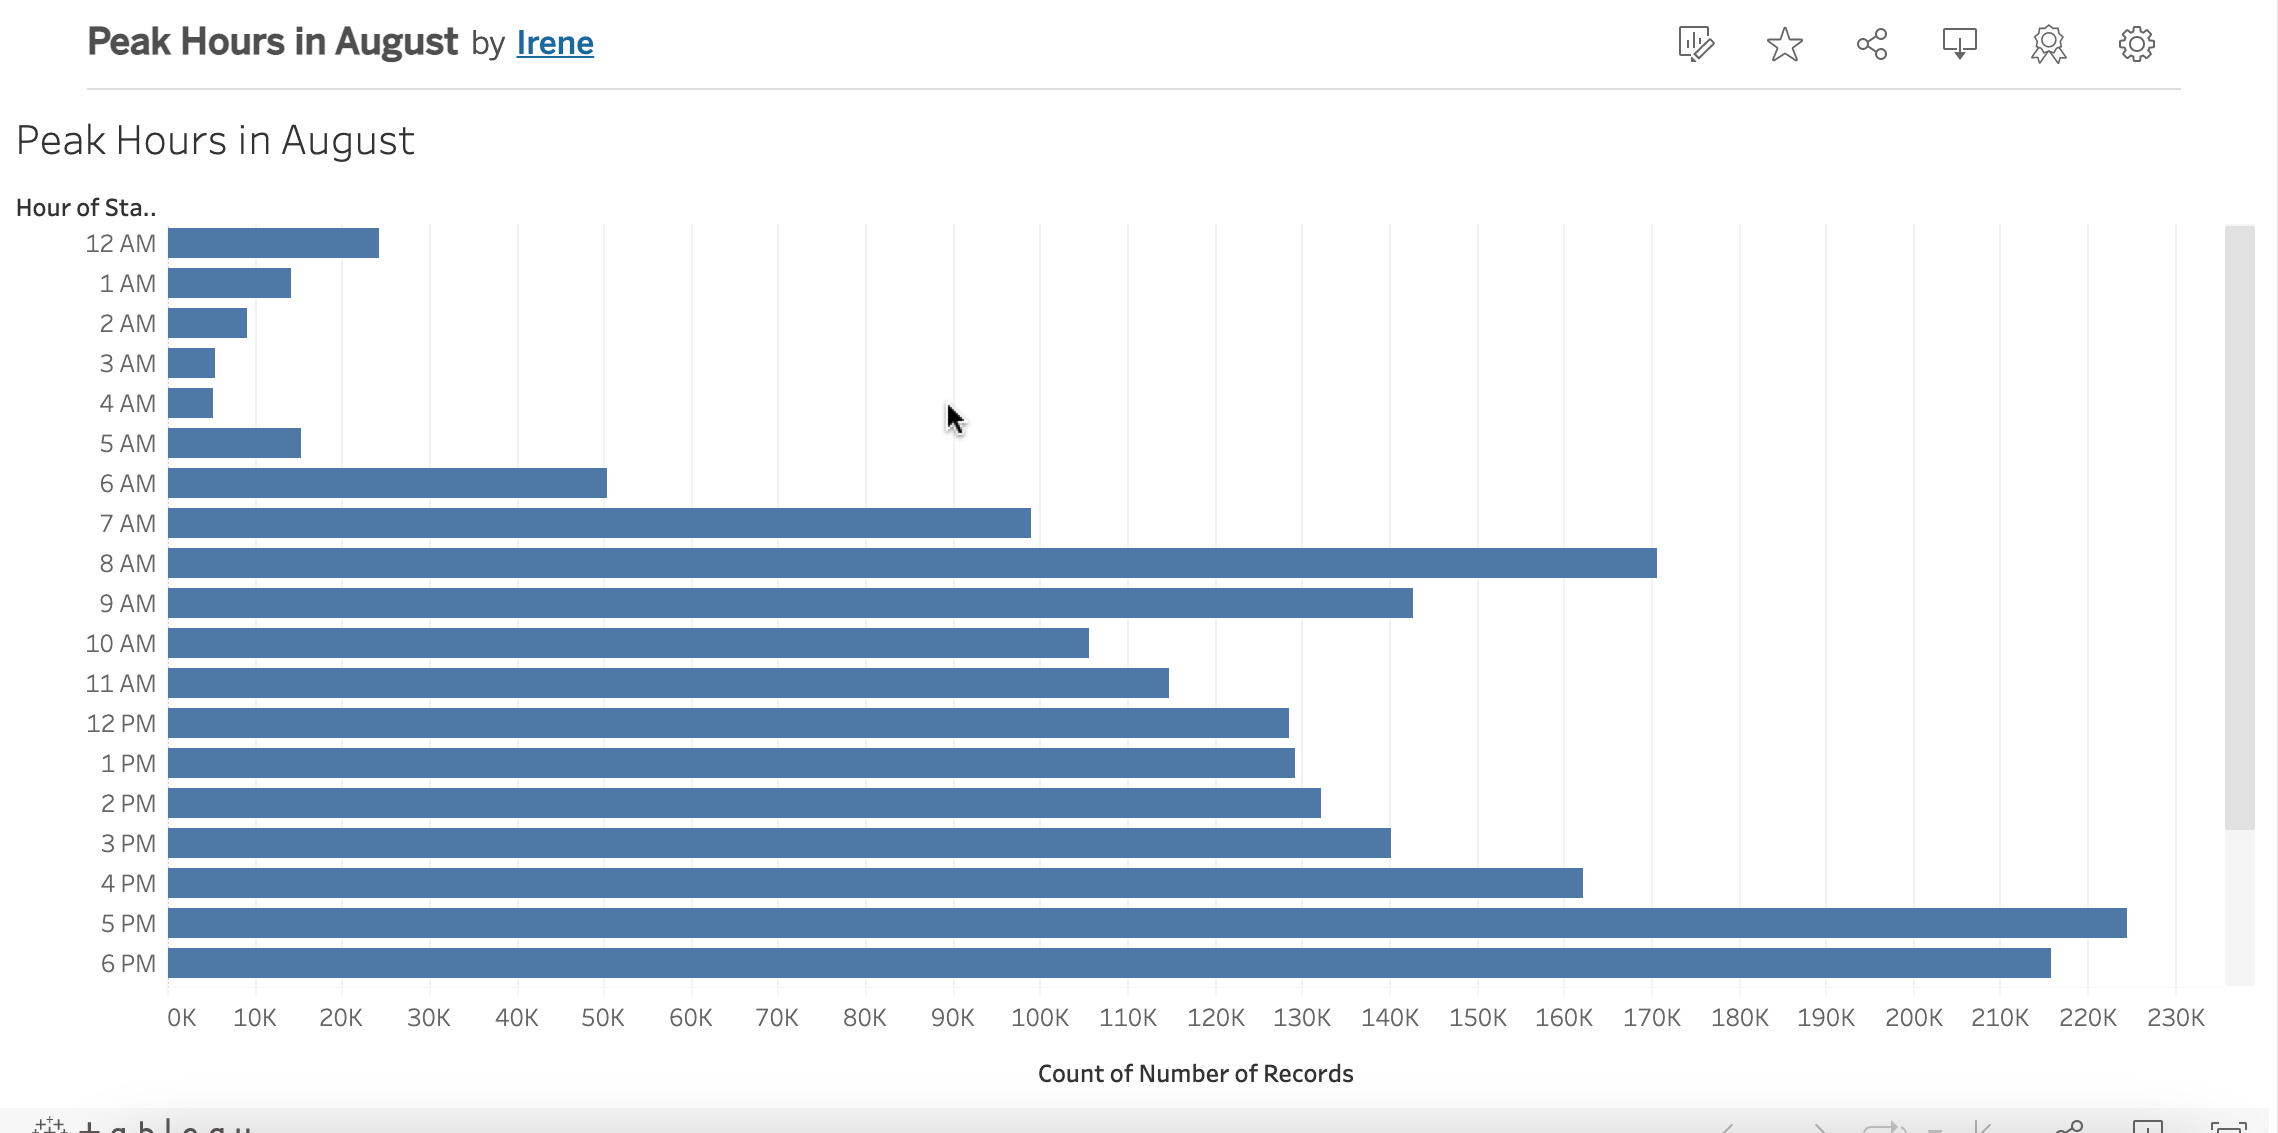 Peak Hours in August by Irene
Peak Hours in August
Hour of Sta..
12 AM
1 AM
2 AM
3 AM
4 AM
5 AM
6 AM
7 AM
8 AM
9 AM
10 AM
11 AM
12 PM
1 PM
2 PM
3 PM
4 PM
5 PM
6 PM
0K 10K 20K 30K 40K 50K 60K 70K 80K 90K 100K 110K 120K 130K 140K 150K 160K 170K 180K 190K 200K 210K 220K 230K
Count of Number of Records
tableau